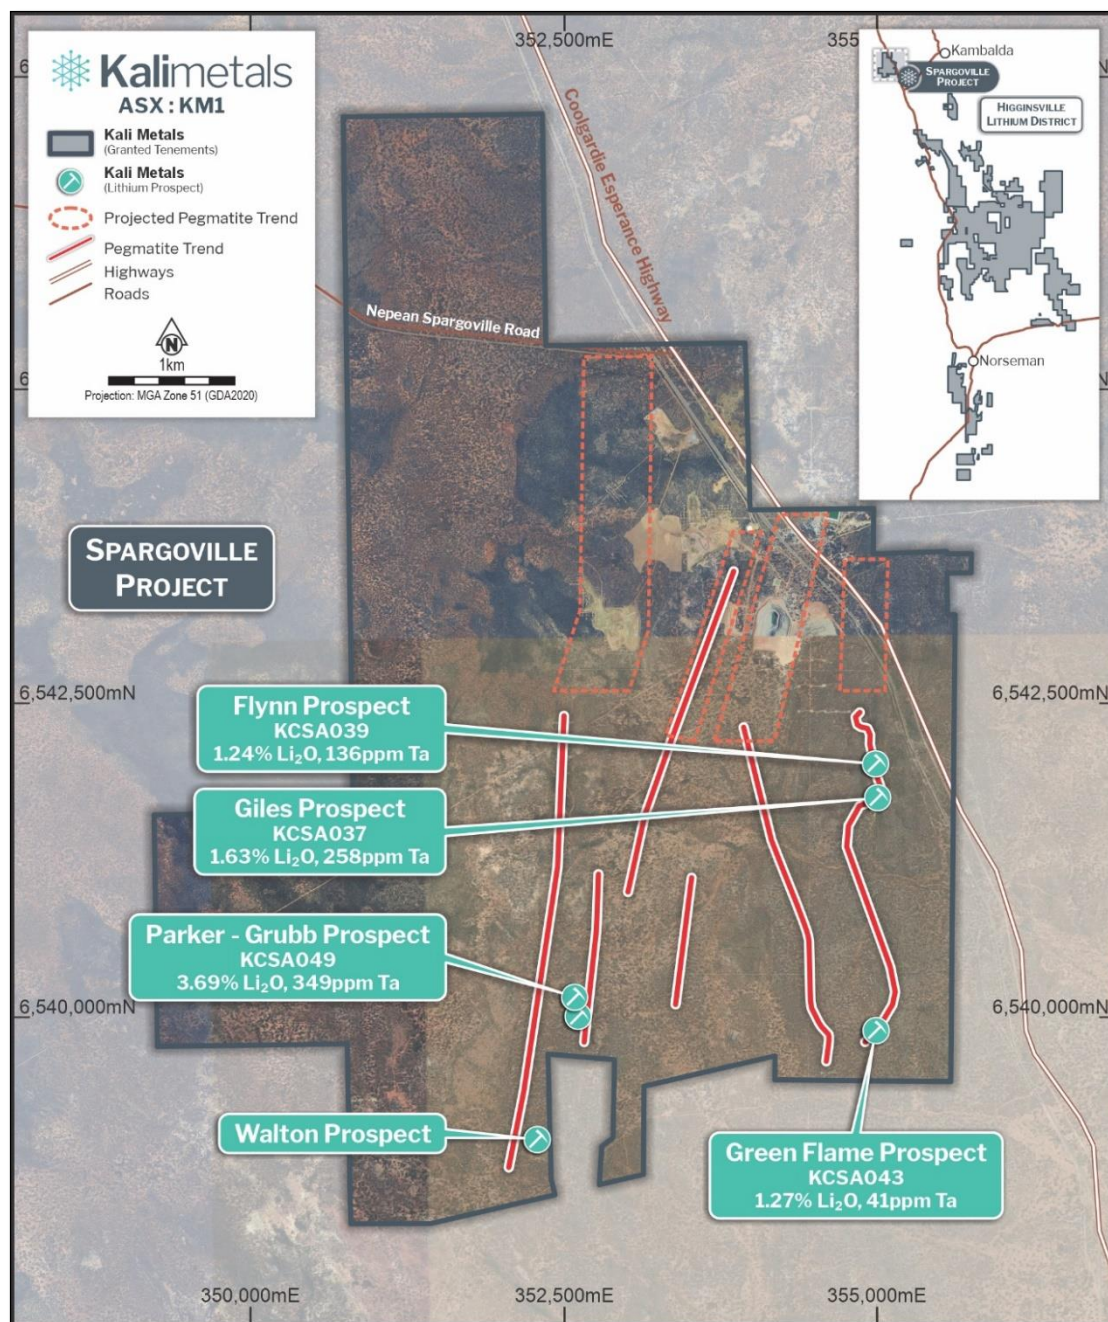 352,500mE
355
Kalimetals
ASX : KM1
Kali Metals
(Granted Tenements)
Kali Metals
(Lithium Prospect)
Projected Pegmatite Trend
Pegmatite Trend
Highways
Roads
N
1km
Projection: MGA Zone 51 (GDA2020)
Kambalda
SPARGOVILLE
PROJECT
HIGGINSVILLE
LITHIUM DISTRICT
Norseman
Coolgardie Esperance Highway
Nepean Spargoville Road
SPARGOVILLE
PROJECT
6,542,500mN
6,542,500mN
Flynn Prospect
KCSA039
1.24% Li₂O, 136ppm Ta
Giles Prospect
KCSA037
1.63% Li₂O, 258ppm Ta
Parker - Grubb Prospect
KCSA049
3.69% Li₂O, 349ppm Ta
6,540,000mN
6,540,000mN
Walton Prospect
Green Flame Prospect
KCSA043
1.27% Li₂O, 41ppm Ta
350,000mE
352,500mE
355,000mE